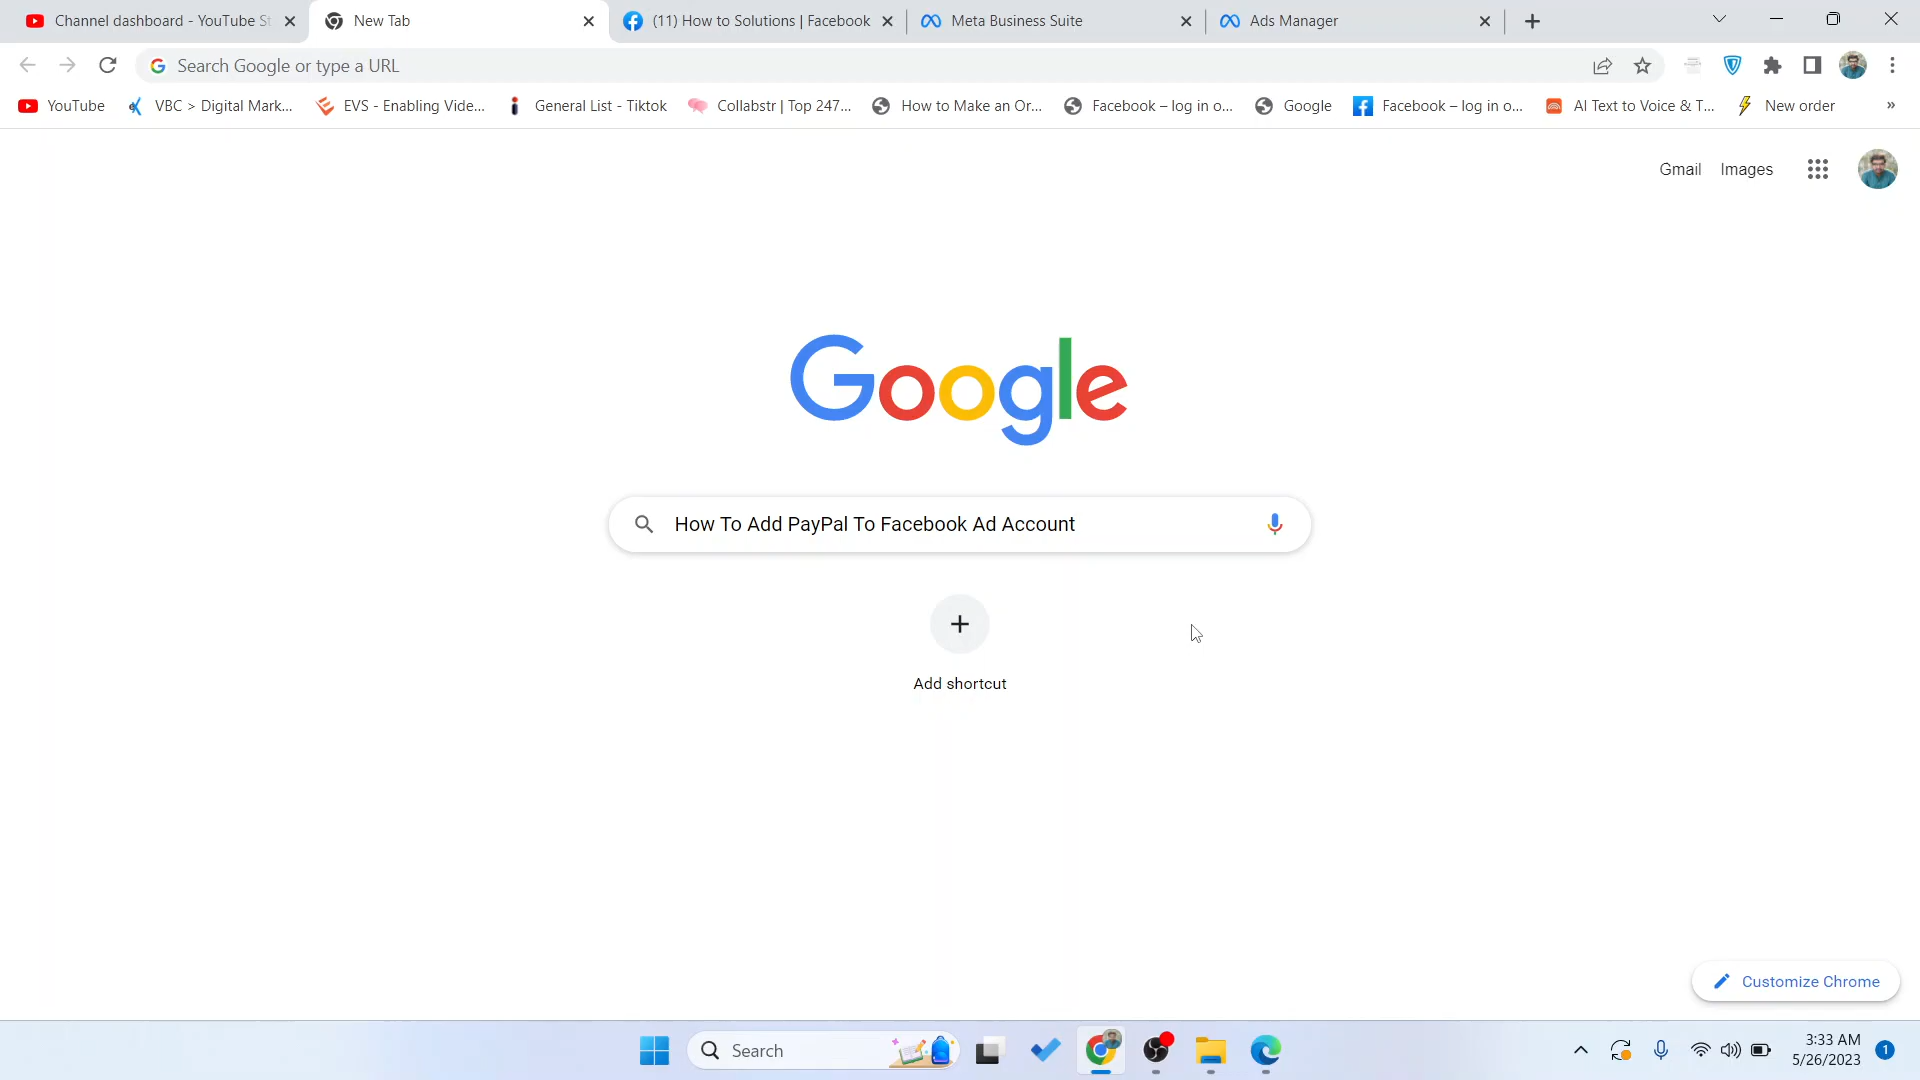 Channel dashboard - YouTube St
New Tab
(11) How to Solutions | Facebook
Meta Business Suite
Ads Manager
Search Google or type a URL
YouTube
VBC > Digital Mark...
EVS - Enabling Vide...
General List - Tiktok
Collabstr | Top 247...
How to Make an Or...
Facebook – log in o...
Google
Facebook – log in o...
AI Text to Voice & T...
New order
»
Gmail
Images
Google
How To Add PayPal To Facebook Ad Account
Add shortcut
Customize Chrome
Search
3:33 AM
5/26/2023
1